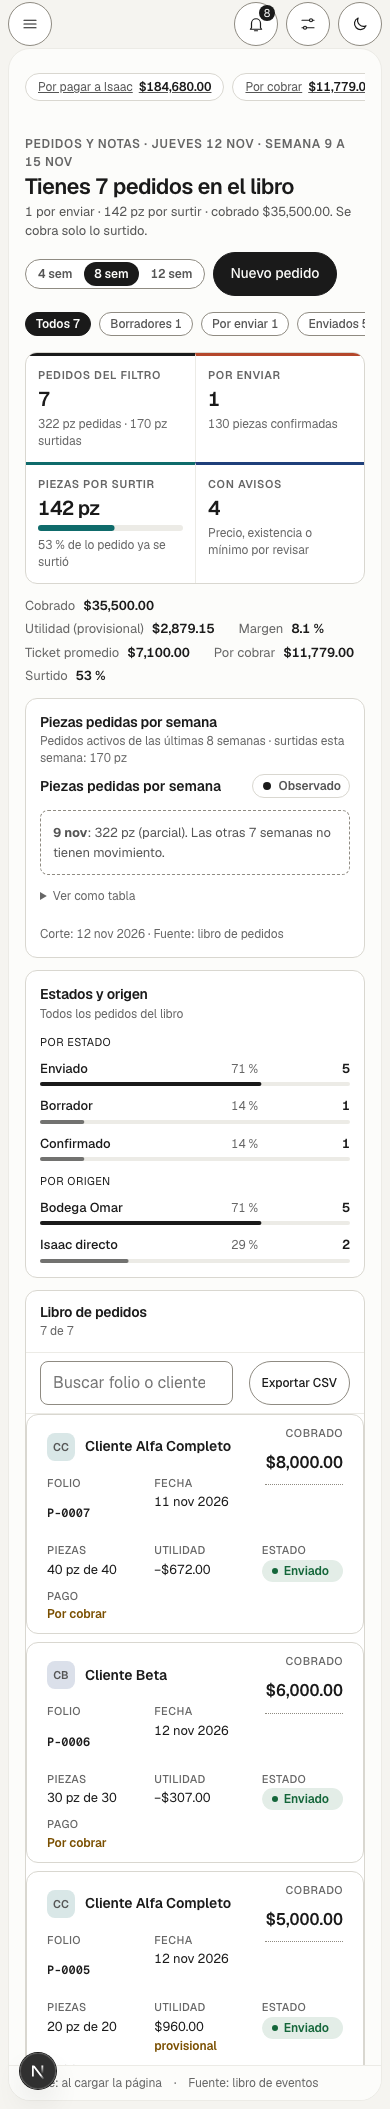 8
Por pagar a Isaac $184,680.00 Por cobrar $11,779.0
PEDIDOS Y NOTAS · JUEVES 12 NOV · SEMANA 9 A
15 NOV
Tienes 7 pedidos en el libro
1 por enviar · 142 pz por surtir · cobrado $35,500.00. Se
cobra solo lo surtido.
4 sem 8 sem 12 sem Nuevo pedido
Todos 7 Borradores 1 Por enviar 1 Enviados 5
PEDIDOS DEL FILTRO
7
322 pz pedidas · 170 pz
surtidas
POR ENVIAR
1
130 piezas confirmadas
PIEZAS POR SURTIR
142 pz
53 % de lo pedido ya se
surtió
CON AVISOS
4
Precio, existencia o
mínimo por revisar
Cobrado $35,500.00
Utilidad (provisional) $2,879.15 Margen 8.1 %
Ticket promedio $7,100.00 Por cobrar $11,779.00
Surtido 53 %
Piezas pedidas por semana
Pedidos activos de las últimas 8 semanas · surtidas esta
semana: 170 pz
Piezas pedidas por semana Observado
9 nov: 322 pz (parcial). Las otras 7 semanas no
tienen movimiento.
Ver como tabla
Corte: 12 nov 2026 · Fuente: libro de pedidos
Estados y origen
Todos los pedidos del libro
POR ESTADO
Enviado 71 % 5
Borrador 14 % 1
Confirmado 14 % 1
POR ORIGEN
Bodega Omar 71 % 5
Isaac directo 29 % 2
Libro de pedidos
7 de 7
Buscar folio o cliente Exportar CSV
CC Cliente Alfa Completo
COBRADO
$8,000.00
FOLIO FECHA
P-0007 11 nov 2026
PIEZAS UTILIDAD ESTADO
40 pz de 40 −$672.00 Enviado
PAGO
Por cobrar
CB Cliente Beta
COBRADO
$6,000.00
FOLIO FECHA
P-0006 12 nov 2026
PIEZAS UTILIDAD ESTADO
30 pz de 30 −$307.00 Enviado
PAGO
Por cobrar
CC Cliente Alfa Completo
COBRADO
$5,000.00
FOLIO FECHA
P-0005 12 nov 2026
PIEZAS UTILIDAD ESTADO
20 pz de 20 $960.00 Enviado
provisional
N
: al cargar la página · Fuente: libro de eventos